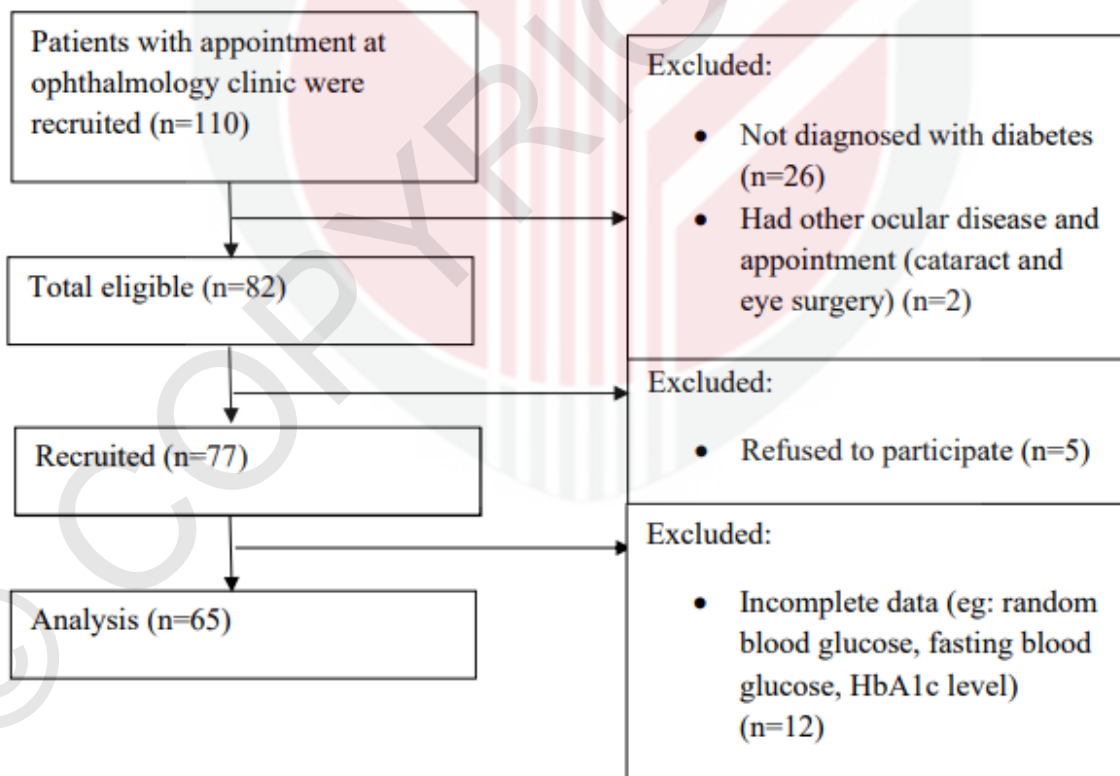 Patients with appointment at
ophthalmology clinic were
recruited (n=110)
Excluded:
• Not diagnosed with diabetes
(n=26)
• Had other ocular disease and
appointment (cataract and
eye surgery) (n=2)
Total eligible (n=82)
Excluded:
• Refused to participate (n=5)
Recruited (n=77)
Excluded:
• Incomplete data (eg: random
blood glucose, fasting blood
glucose, HbA1c level)
(n=12)
Analysis (n=65)
© COPYRIG